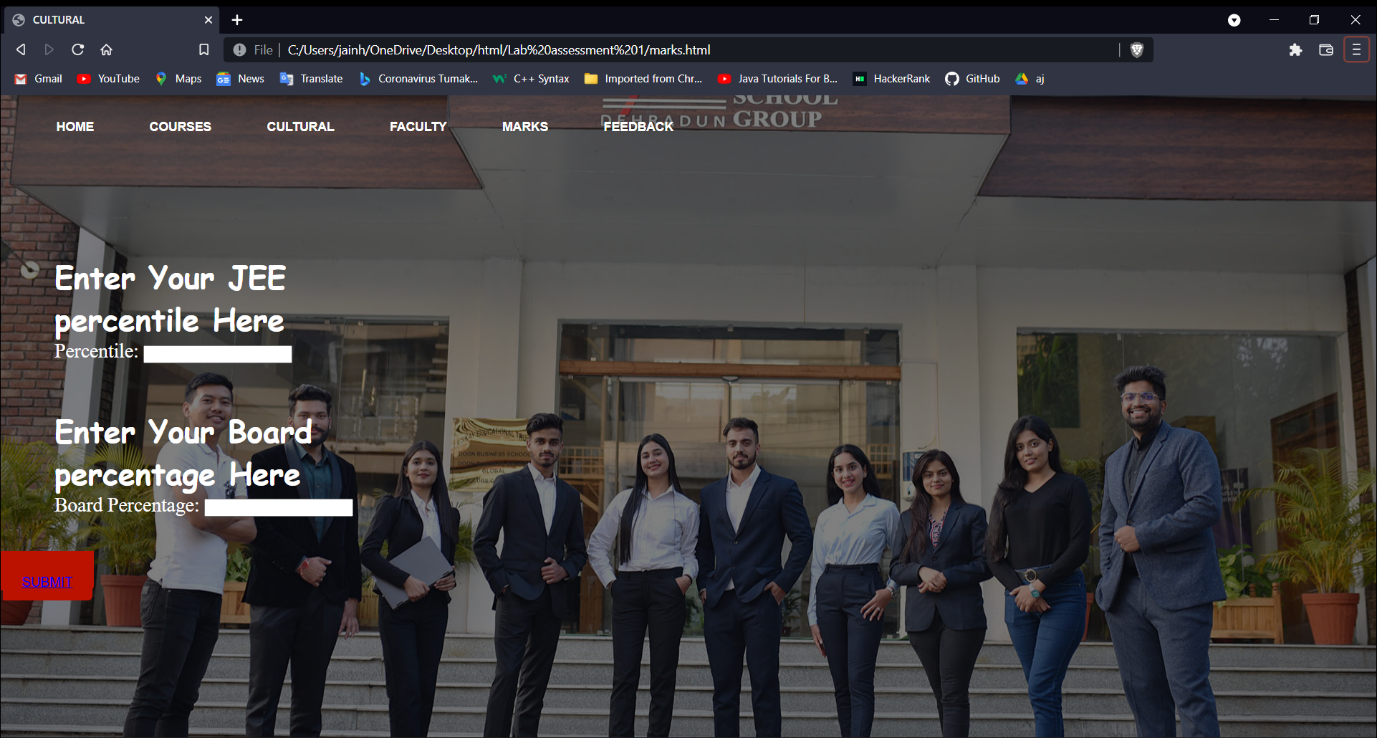 CULTURAL
File
C:/Users/jainh/OneDrive/Desktop/html/Lab%20assessment%201/marks.html
Gmail YouTube Maps News Translate Coronavirus Tumak... C++ Syntax Imported from Chr... Java Tutorials For B... HackerRank GitHub aj
SCHOOL
DEHRADUN GROUP
HOME COURSES CULTURAL FACULTY MARKS FEEDBACK
Enter Your JEE
percentile Here
Percentile:
Enter Your Board
percentage Here
Board Percentage:
SUBMIT